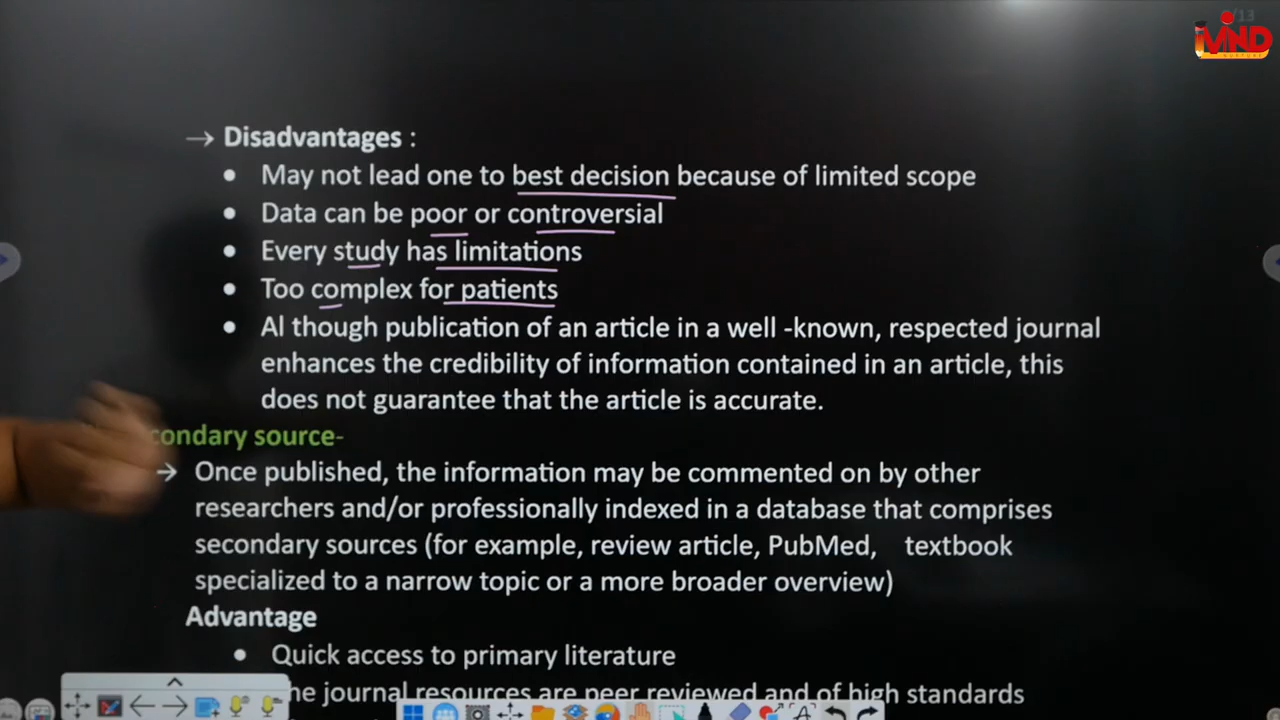 /13
MND
→ Disadvantages :
• May not lead one to best decision because of limited scope
• Data can be poor or controversial
• Every study has limitations
• Too complex for patients
• Al though publication of an article in a well -known, respected journal
enhances the credibility of information contained in an article, this
does not guarantee that the article is accurate.
condary source-
→ Once published, the information may be commented on by other
researchers and/or professionally indexed in a database that comprises
secondary sources (for example, review article, PubMed, textbook
specialized to a narrow topic or a more broader overview)
Advantage
• Quick access to primary literature
he journal resources are peer reviewed and of high standards